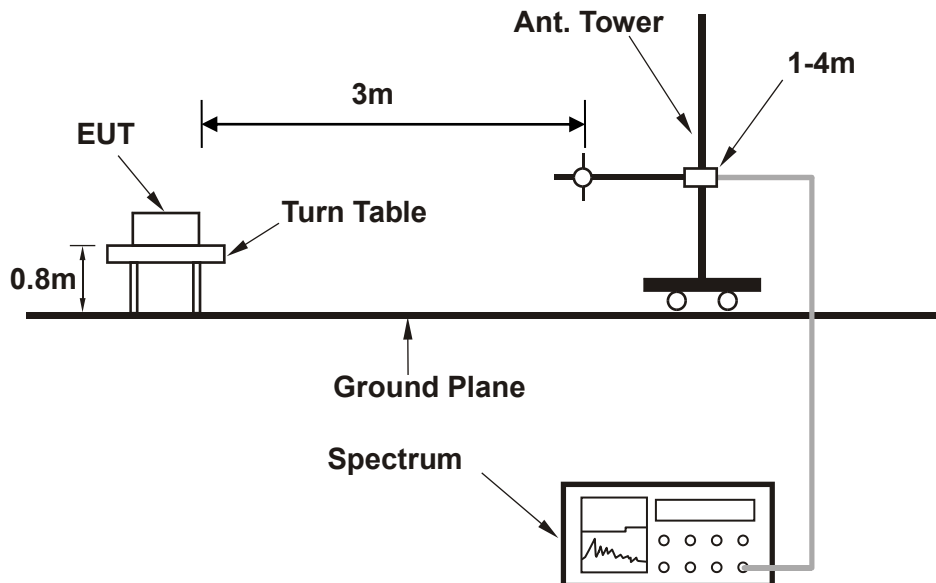 Ant. Tower
1-4m
3m
EUT
Turn Table
0.8m
Ground Plane
Spectrum